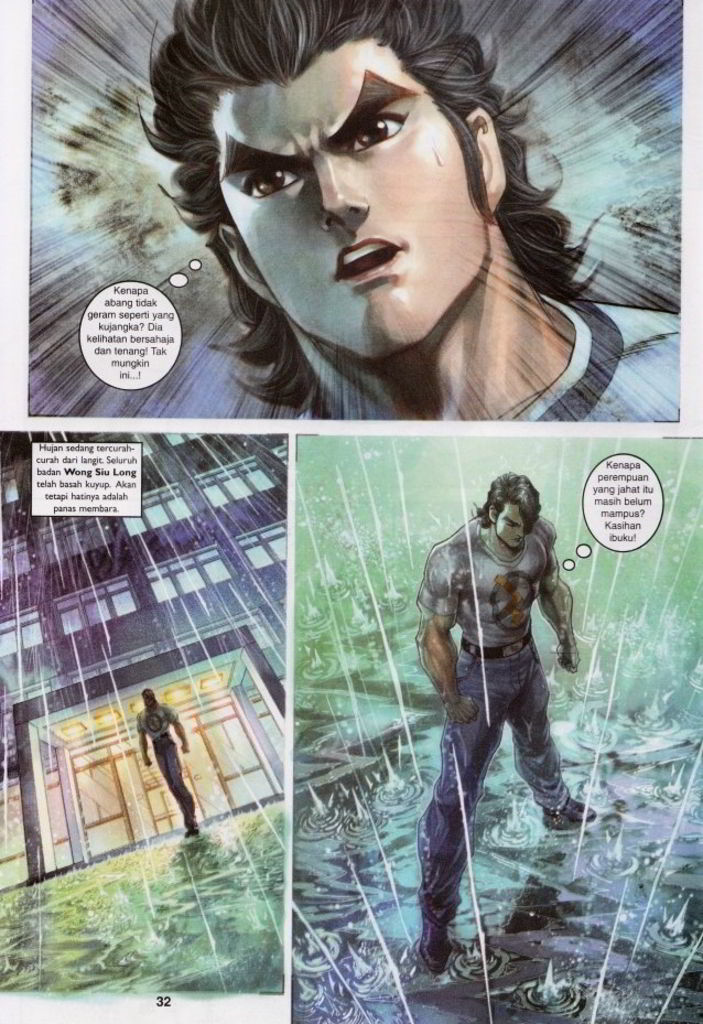 Kenapa
abang tidak
geram seperti yang
kujangka? Dia
kelihatan bersahaja
dan tenang! Tak
mungkin
ini...!
Hujan sedang tercurah-
curah dari langit. Seluruh
badan Wong Siu Long
telah basah kuyup. Akan
tetapi hatinya adalah
panas membara.
Kenapa
perempuan
yang jahat itu
masih belum
mampus?
Kasihan
ibuku!
32